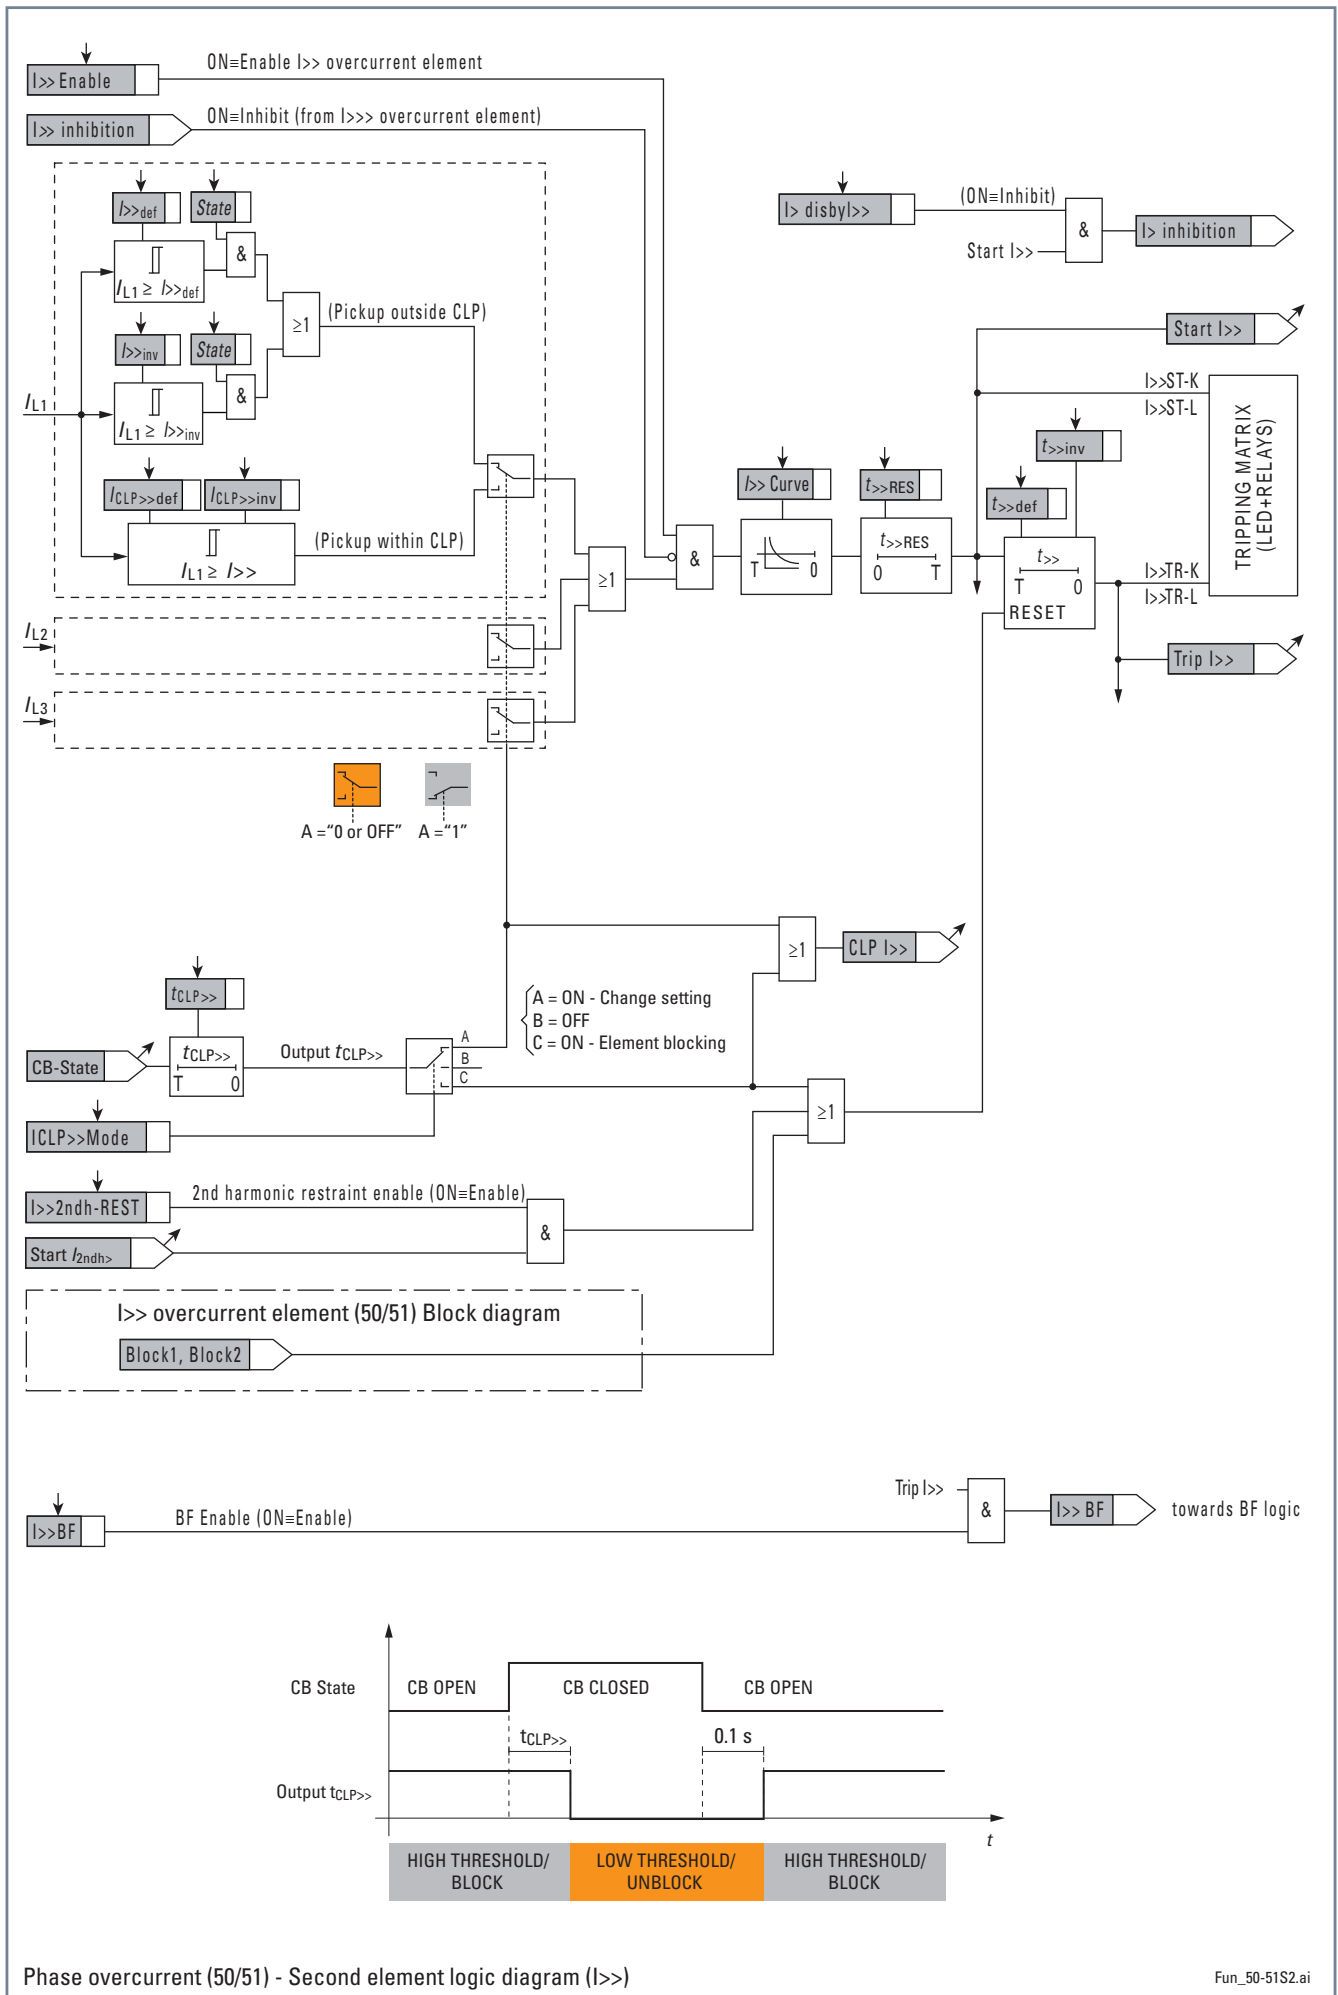 I>> Enable
ON≡Enable I>> overcurrent element
I>> inhibition
ON≡Inhibit (from I>>> overcurrent element)
I>>def
State
&
IL1 ≥ I>>def
≥1
(Pickup outside CLP)
I>>inv
State
&
IL1 ≥ I>>inv
IL1
ICLP>>def
ICLP>>inv
(Pickup within CLP)
IL1 ≥ I>>
IL2
IL3
≥1
&
I> disbyI>>
(ON≡Inhibit)
Start I>>
&
I> inhibition
I>> Curve
T
0
t>>RES
t>>RES
0
T
t>>def
t>>inv
t>>
T
0
RESET
Start I>>
I>>ST-K
I>>ST-L
TRIPPING MATRIX
(LED+RELAYS)
I>>TR-K
I>>TR-L
Trip I>>
A ="0 or OFF"
A ="1"
≥1
CLP I>>
tCLP>>
A = ON - Change setting
B = OFF
C = ON - Element blocking
CB-State
tCLP>>
T
0
Output tCLP>>
A
B
C
≥1
ICLP>>Mode
I>>2ndh-REST
2nd harmonic restraint enable (ON≡Enable)
&
Start I2ndh>
I>> overcurrent element (50/51) Block diagram
Block1, Block2
Trip I>>
&
I>> BF
towards BF logic
I>>BF
BF Enable (ON≡Enable)
CB State
CB OPEN
CB CLOSED
CB OPEN
tCLP>>
0.1 s
Output tCLP>>
t
HIGH THRESHOLD/
BLOCK
LOW THRESHOLD/
UNBLOCK
HIGH THRESHOLD/
BLOCK
Phase overcurrent (50/51) - Second element logic diagram (I>>)
Fun_50-51S2.ai